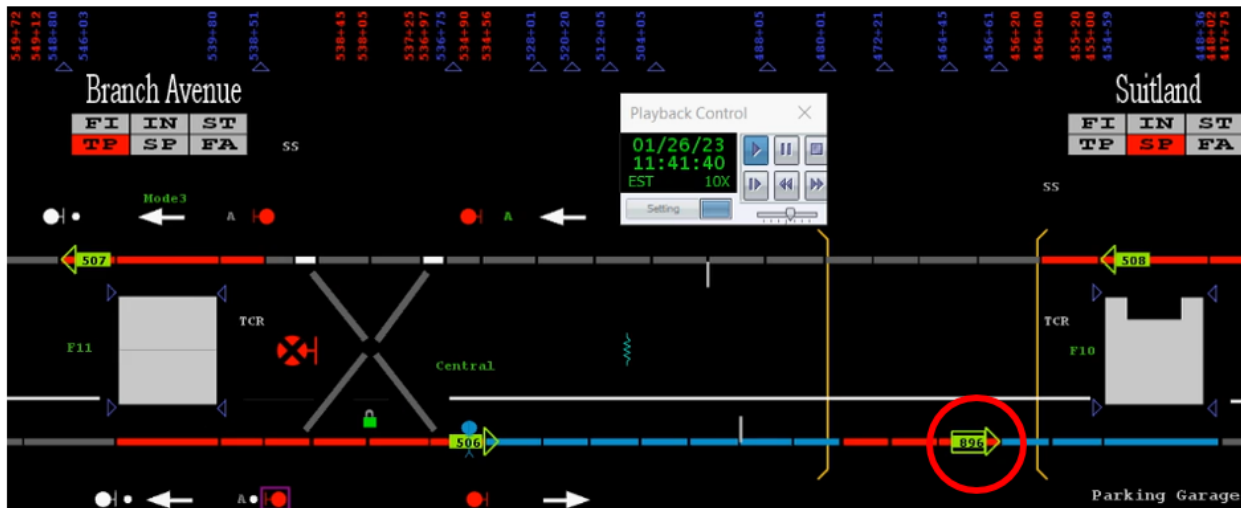 549+72
549+12
548+80
546+03
539+80
538+51
538+45
538+05
537+25
536+97
536+75
534+90
534+56
528+01
520+20
512+05
504+05
488+05
480+01
472+21
464+45
456+61
456+20
456+00
455+20
455+00
454+59
448+36
448+02
447+75
Branch Avenue
FI IN ST
TP SP FA
SS
Playback Control
01/26/23
11:41:40
EST 10X
Setting
Suitland
FI IN ST
TP SP FA
SS
Mode3
A
A
507
508
TCR
F11
Central
TCR
F10
506
896
A
Parking Garage